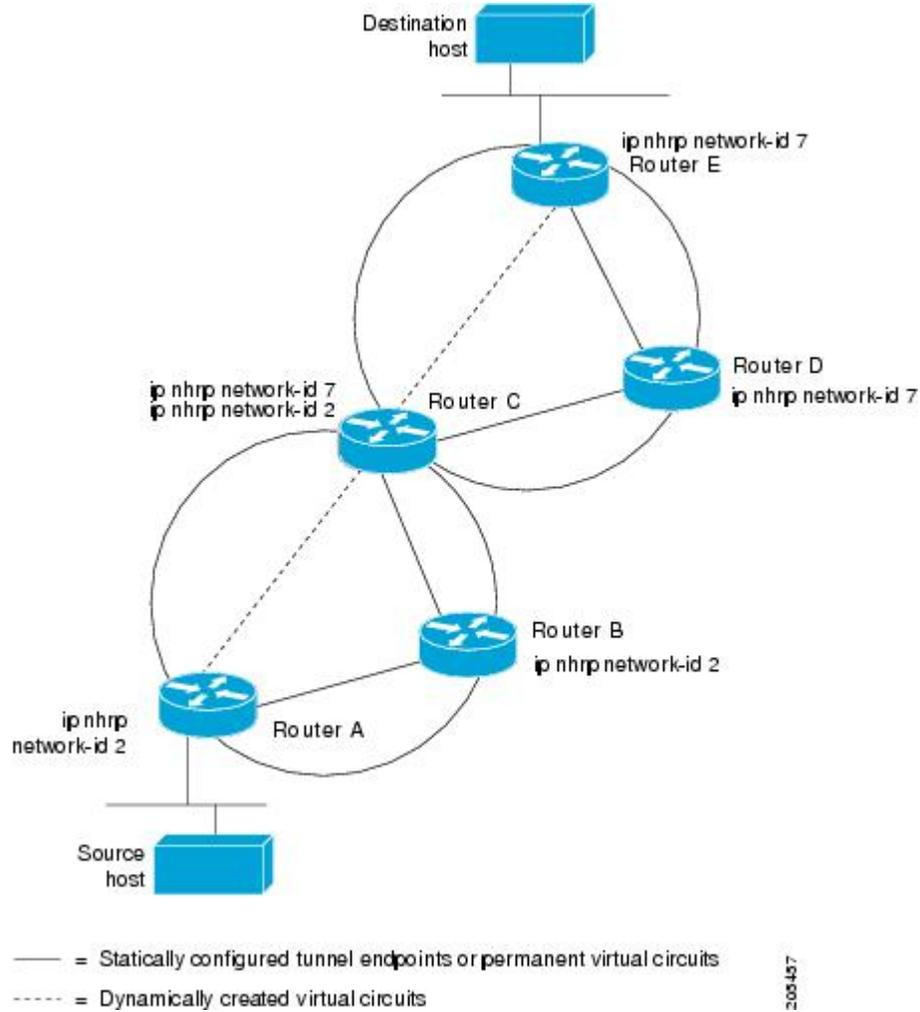 Destination
host
ip nhrp network-id 7
Router E
Router D
ip nhrp network-id 7
ip nhrp network-id 7
ip nhrp network-id 2
Router C
Router B
ip nhrp network-id 2
ip nhrp
network-id 2
Router A
Source
host
= Statically configured tunnel endpoints or permanent virtual circuits
= Dynamically created virtual circuits
205457